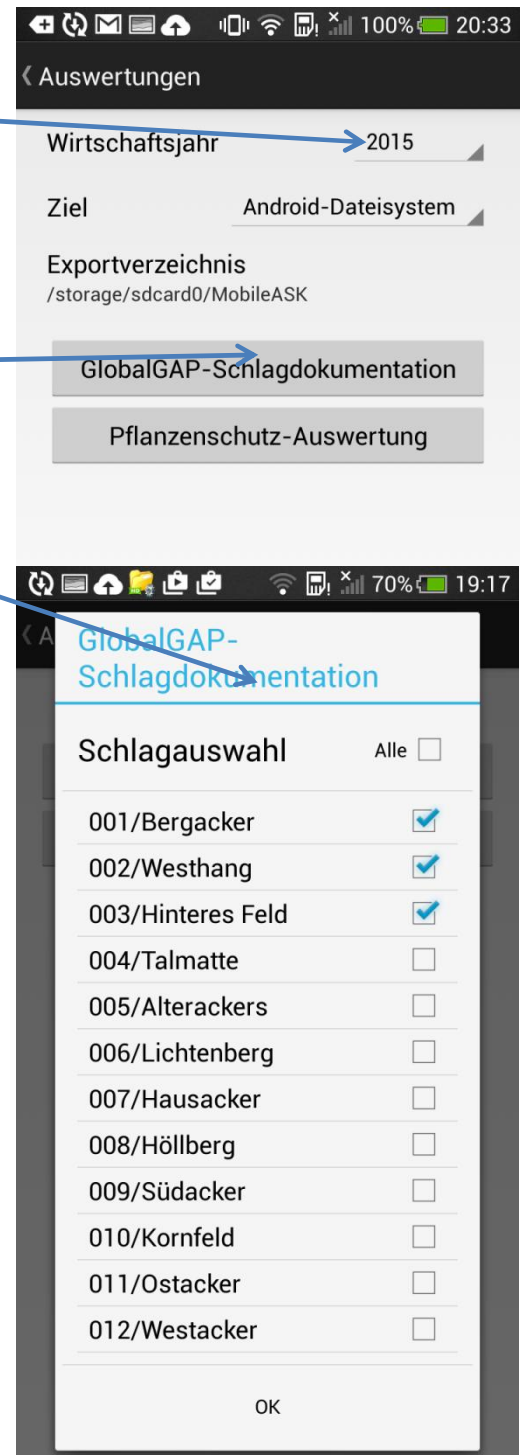 100% 20:33
Auswertungen
Wirtschaftsjahr 2015
Ziel Android-Dateisystem
Exportverzeichnis
/storage/sdcard0/MobileASK
GlobalGAP-Schlagdokumentation
Pflanzenschutz-Auswertung
70% 19:17
A
GlobalGAP-
Schlagdokumentation
Schlagauswahl Alle
001/Bergacker
002/Westhang
003/Hinteres Feld
004/Talmatte
005/Alterackers
006/Lichtenberg
007/Hausacker
008/Höllberg
009/Südacker
010/Kornfeld
011/Ostacker
012/Westacker
OK